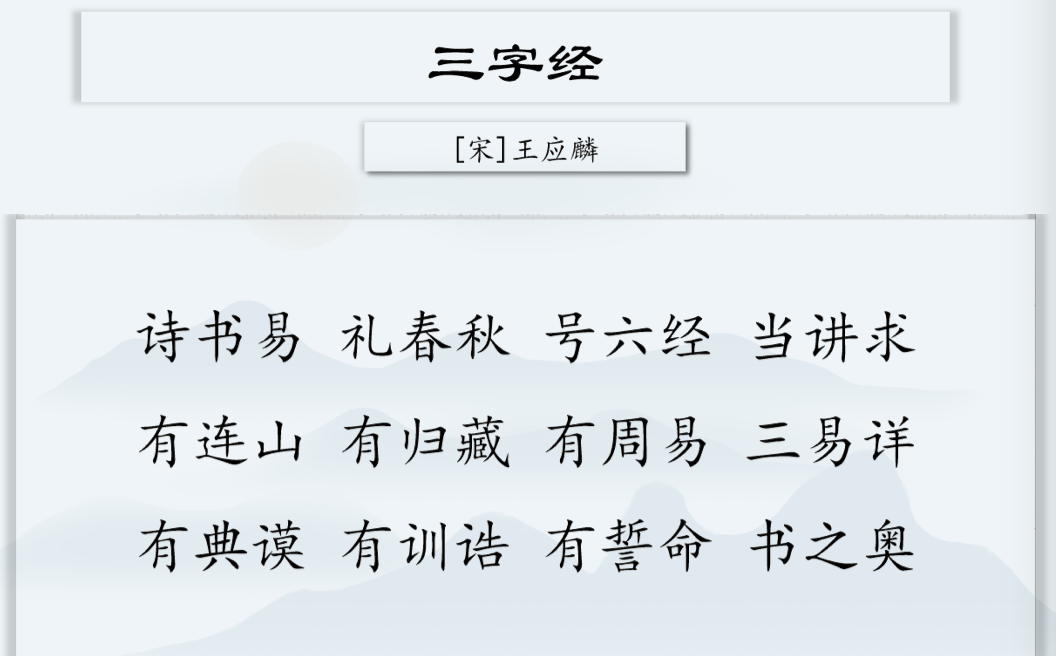 三字经
[宋]王应麟
诗书易 礼春秋 号六经 当讲求
有连山 有归藏 有周易 三易详
有典谟 有训诰 有誓命 书之奥